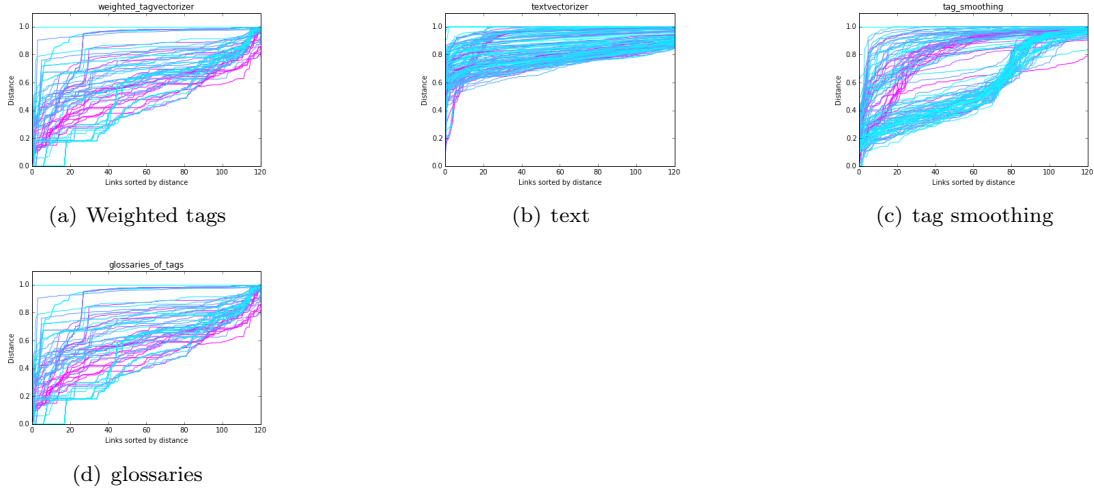 weighted_tagvectorizer
1.0
0.8
0.6
0.4
0.2
0.0
Distance
0 20 40 60 80 100 120
Links sorted by distance
(a) Weighted tags
textvectorizer
1.0
0.8
0.6
0.4
0.2
0.0
Distance
0 20 40 60 80 100 120
Links sorted by distance
(b) text
tag_smoothing
1.0
0.8
0.6
0.4
0.2
0.0
Distance
0 20 40 60 80 100 120
Links sorted by distance
(c) tag smoothing
glossaries_of_tags
1.0
0.8
0.6
0.4
0.2
0.0
Distance
0 20 40 60 80 100 120
Links sorted by distance
(d) glossaries